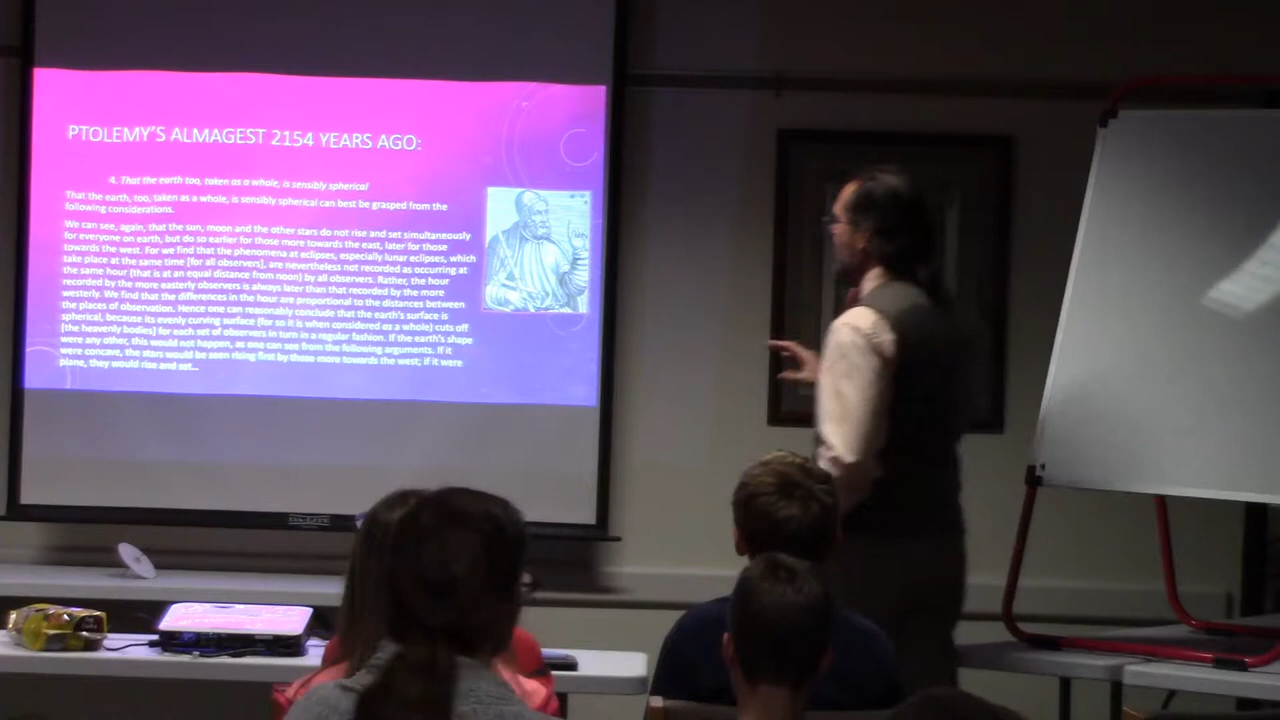 PTOLEMY'S ALMAGEST 2154 YEARS AGO:
4. That the earth too, taken as a whole, is sensibly spherical
That the earth, too, taken as a whole, is sensibly spherical can best be grasped from the
following considerations.
We can see, again, that the sun, moon and the other stars do not rise and set simultaneously
for everyone on earth, but do so earlier for those more towards the east, later for those
towards the west. For we find that the phenomena at eclipses, especially lunar eclipses, which
take place at the same time [for all observers], are nevertheless not recorded as occurring at
the same hour (that is at an equal distance from noon) by all observers. Rather, the hour
recorded by the more easterly observers is always later than that recorded by the more
westerly. We find that the differences in the hour are proportional to the distances between
the places of observation. Hence one can reasonably conclude that the earth's surface is
spherical, because its evenly curving surface (for so it is when considered as a whole) cuts off
[the heavenly bodies] for each set of observers in turn in a regular fashion. If the earth's shape
were any other, this would not happen, as one can see from the following arguments. If it
were concave, the stars would be seen rising first by those more towards the west; if it were
plane, they would rise and set...
DA-LITE